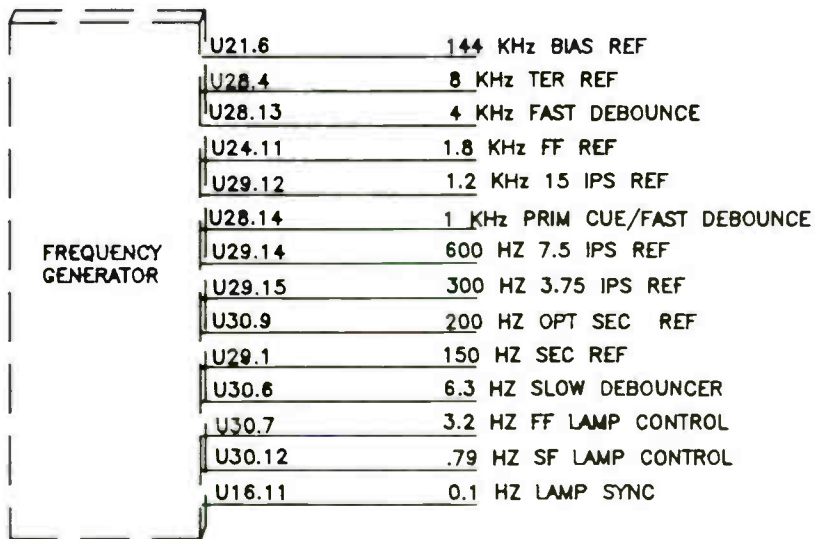 U21.6 144 KHz BIAS REF
U28.4 8 KHz TER REF
U28.13 4 KHz FAST DEBOUNCE
U24.11 1.8 KHz FF REF
U29.12 1.2 KHz 15 IPS REF
U28.14 1 KHz PRIM CUE/FAST DEBOUNCE
FREQUENCY
GENERATOR
U29.14 600 HZ 7.5 IPS REF
U29.15 300 HZ 3.75 IPS REF
U30.9 200 HZ OPT SEC REF
U29.1 150 HZ SEC REF
U30.6 6.3 HZ SLOW DEBOUNCER
U30.7 3.2 HZ FF LAMP CONTROL
U30.12 .79 HZ SF LAMP CONTROL
U16.11 0.1 HZ LAMP SYNC